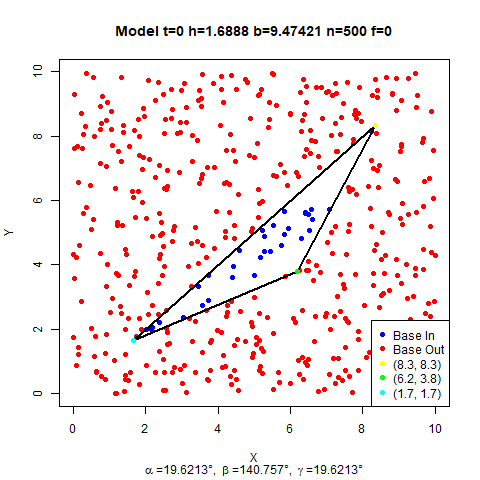 Model t=0 h=1.6888 b=9.47421 n=500 f=0
10
8
6
4
2
0
Y
Base In
Base Out
(8.3, 8.3)
(6.2, 3.8)
(1.7, 1.7)
0 2 4 6 8 10
X
α=19.6213°, β=140.757°, γ=19.6213°